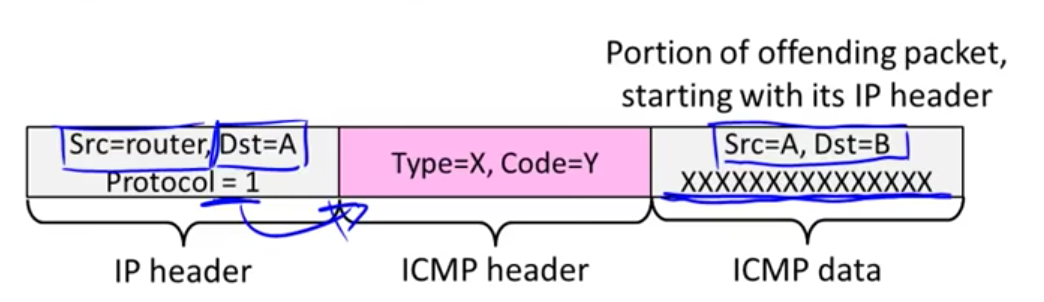 Portion of offending packet,
starting with its IP header
Src=router, Dst=A
Protocol = 1
Type=X, Code=Y
Src=A, Dst=B
XXXXXXXXXXXXXXX
IP header
ICMP header
ICMP data